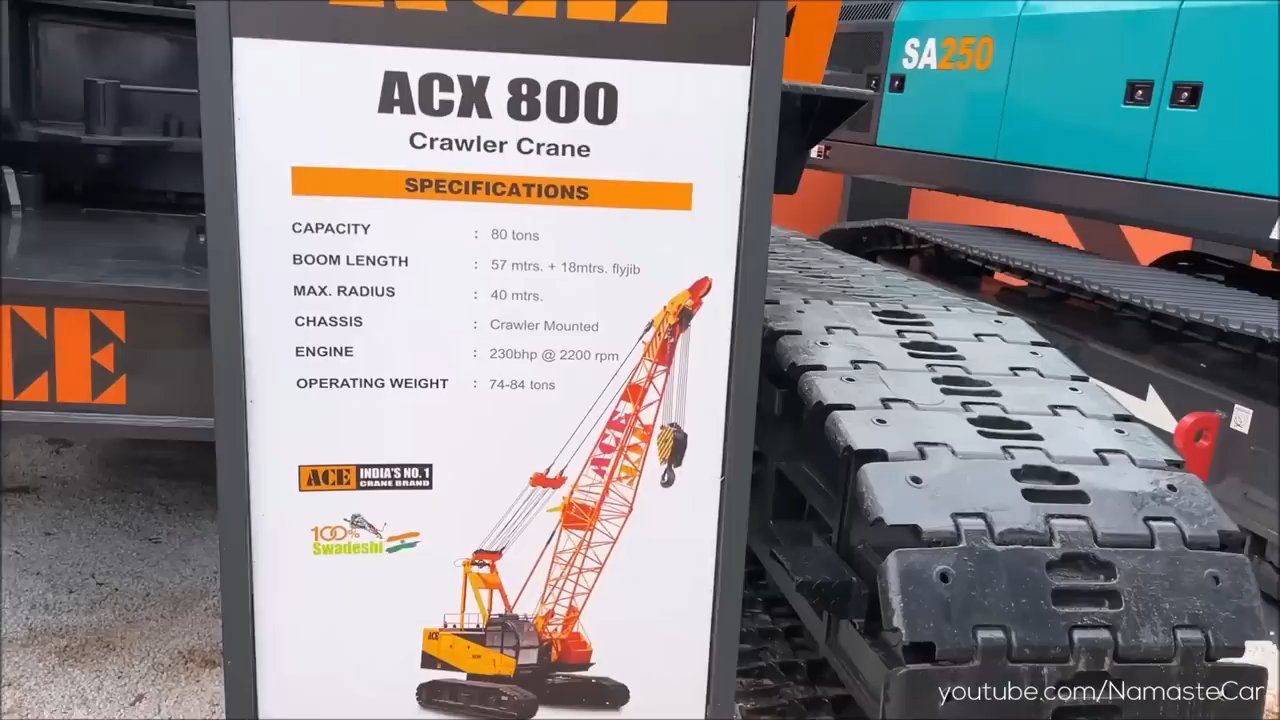 ACE
SA250
ACX 800
Crawler Crane
SPECIFICATIONS
CAPACITY : 80 tons
BOOM LENGTH : 57 mtrs. + 18mtrs. flyjib
MAX. RADIUS : 40 mtrs.
CHASSIS : Crawler Mounted
ENGINE : 230bhp @ 2200 rpm
OPERATING WEIGHT : 74-84 tons
CE
ACE INDIA'S NO. 1
CRANE BRAND
100%
Swadeshi
ACE
youtube.com/NamasteCar